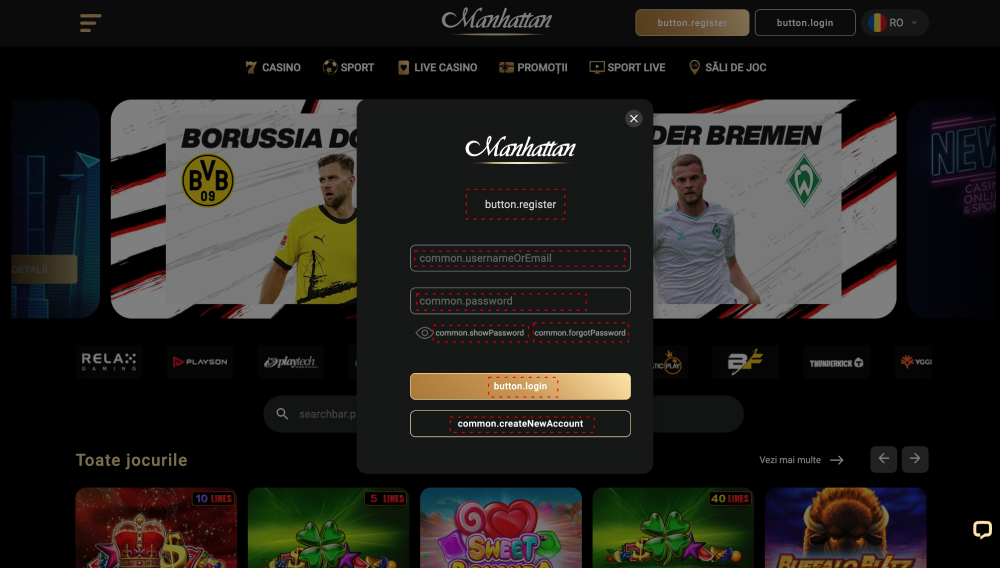 Manhattan
button.register
button.login
RO
CASINO
SPORT
LIVE CASINO
PROMOȚII
SPORT LIVE
SĂLI DE JOC
BORUSSIA DO
DER BREMEN
BVB
09
NEW
CASI
ONLIN
& SPO
DETALII
Manhattan
button.register
common.usernameOrEmail
common.password
common.showPassword
common.forgotPassword
button.login
common.createNewAccount
RELAX
GAMING
PLAYSON
playtech
PLAY
BF
THUNDERKICK
YGG
searchbar.p
Toate jocurile
Vezi mai multe
10 LINES
5 LINES
40 LINES
SWEET
BUFFALO BLITZ